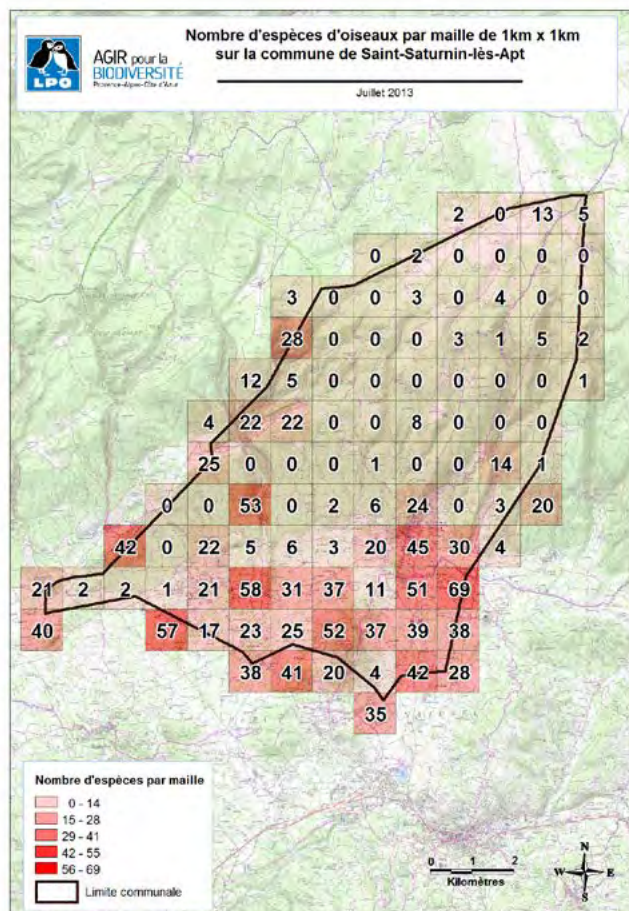 Nombre d'espèces d'oiseaux par maille de 1km x 1km
sur la commune de Saint-Saturnin-lès-Apt
Juillet 2013
LPO
AGIR pour la
BIODIVERSITÉ
Provence-Alpes-Côte d'Azur
2 0 13 5
0 2 0 0 0 0
3 0 0 3 0 4 0 0
28 0 0 0 3 1 5 2
12 5 0 0 0 0 0 0 1
4 22 22 0 0 8 0 0 0
25 0 0 0 1 0 0 14 1
0 0 53 0 2 6 24 0 3 20
42 0 22 5 6 3 20 45 30 4
21 2 2 1 21 58 31 37 11 51 69
40 57 17 23 25 52 37 39 38
38 41 20 4 42 28
35
Nombre d'espèces par maille
0 - 14
15 - 28
29 - 41
42 - 55
56 - 69
Limite communale
0 1 2
Kilomètres
N
W E
S